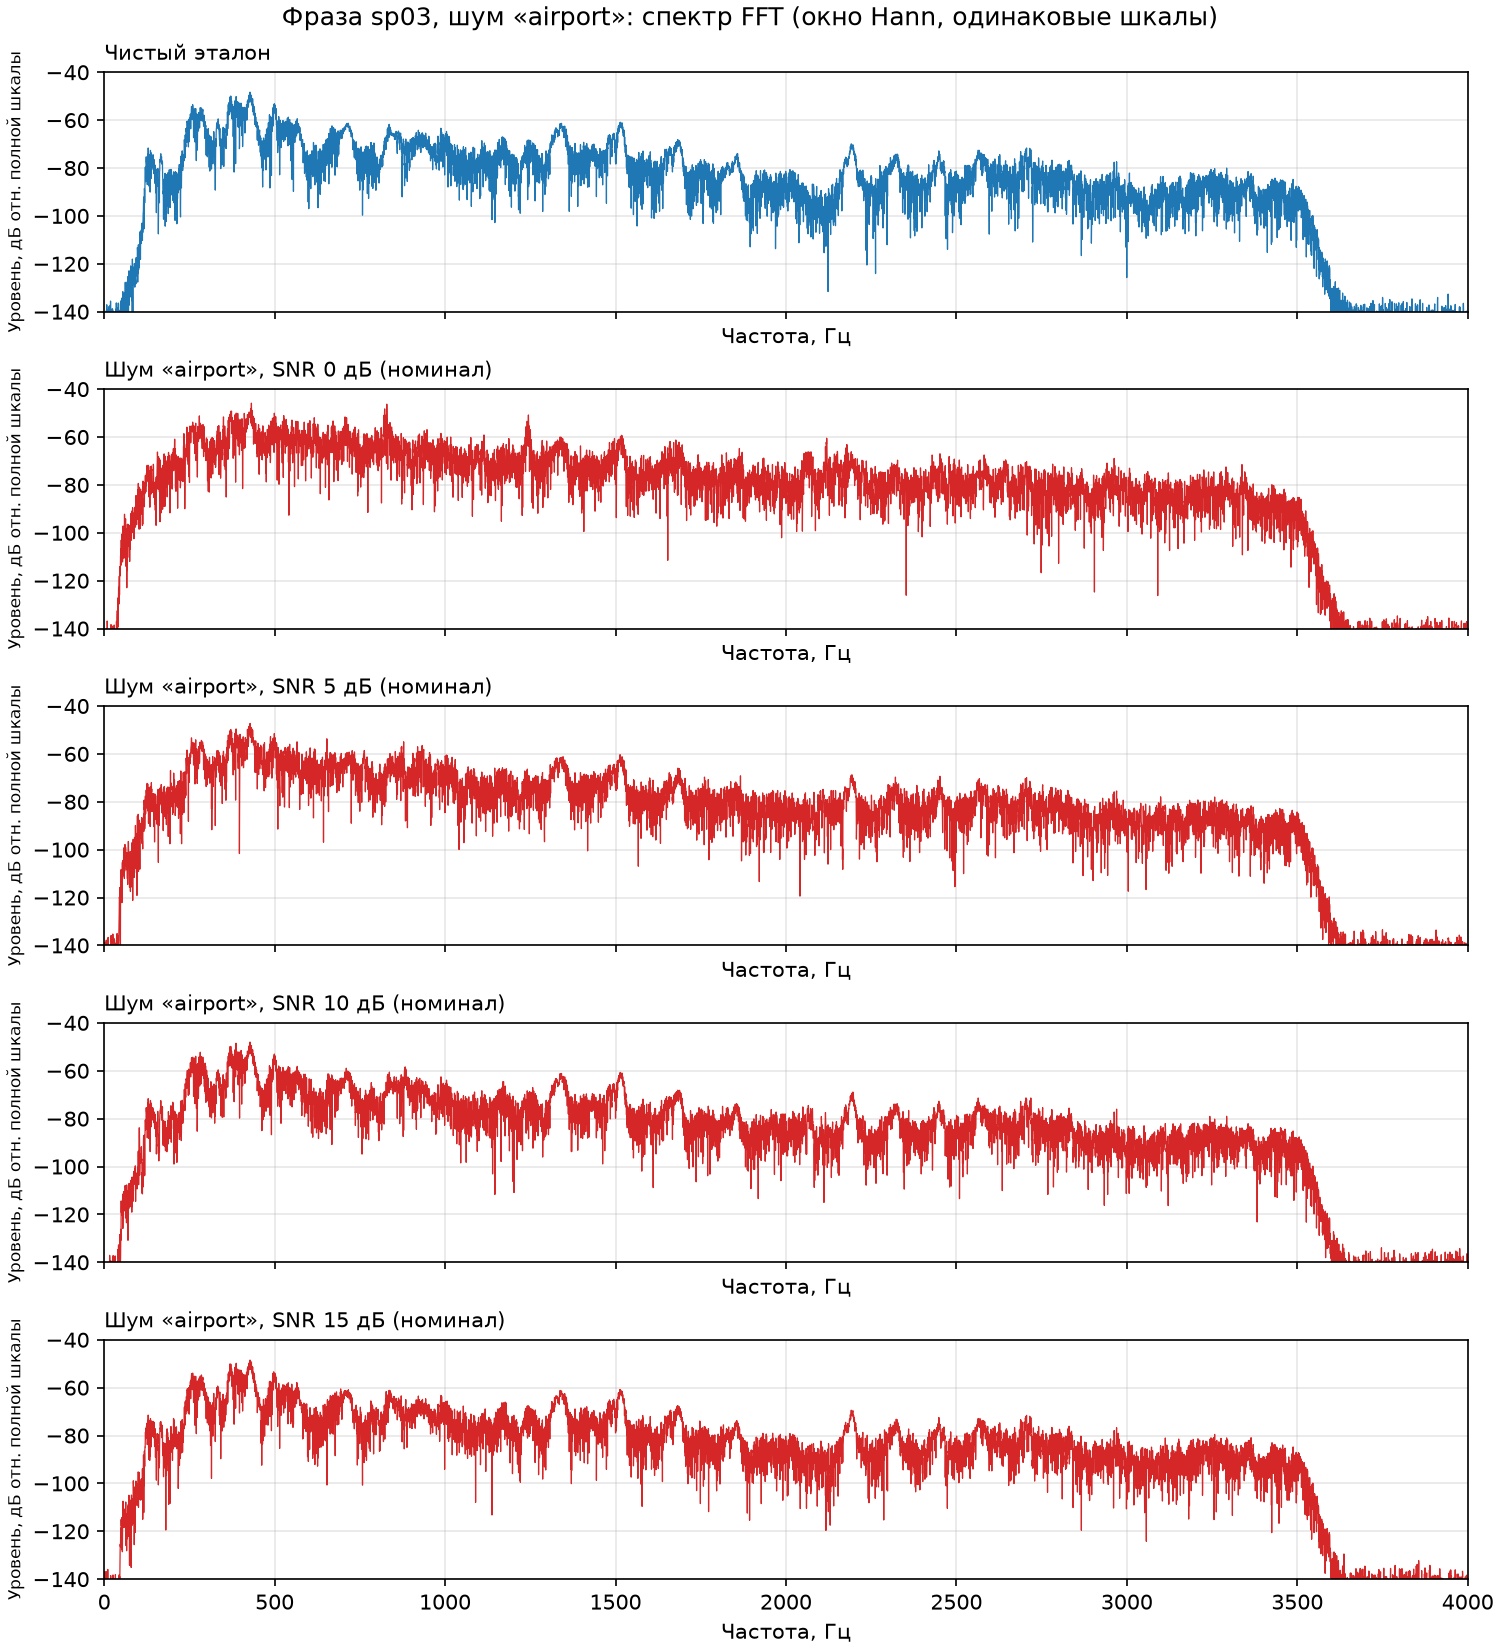 Фраза sp03, шум «airport»: спектр FFT (окно Hann, одинаковые шкалы)
Чистый эталон
Уровень, дБ отн. полной шкалы
−40
−60
−80
−100
−120
−140
Частота, Гц
Шум «airport», SNR 0 дБ (номинал)
Уровень, дБ отн. полной шкалы
−40
−60
−80
−100
−120
−140
Частота, Гц
Шум «airport», SNR 5 дБ (номинал)
Уровень, дБ отн. полной шкалы
−40
−60
−80
−100
−120
−140
Частота, Гц
Шум «airport», SNR 10 дБ (номинал)
Уровень, дБ отн. полной шкалы
−40
−60
−80
−100
−120
−140
Частота, Гц
Шум «airport», SNR 15 дБ (номинал)
Уровень, дБ отн. полной шкалы
−40
−60
−80
−100
−120
−140
0 500 1000 1500 2000 2500 3000 3500 4000
Частота, Гц